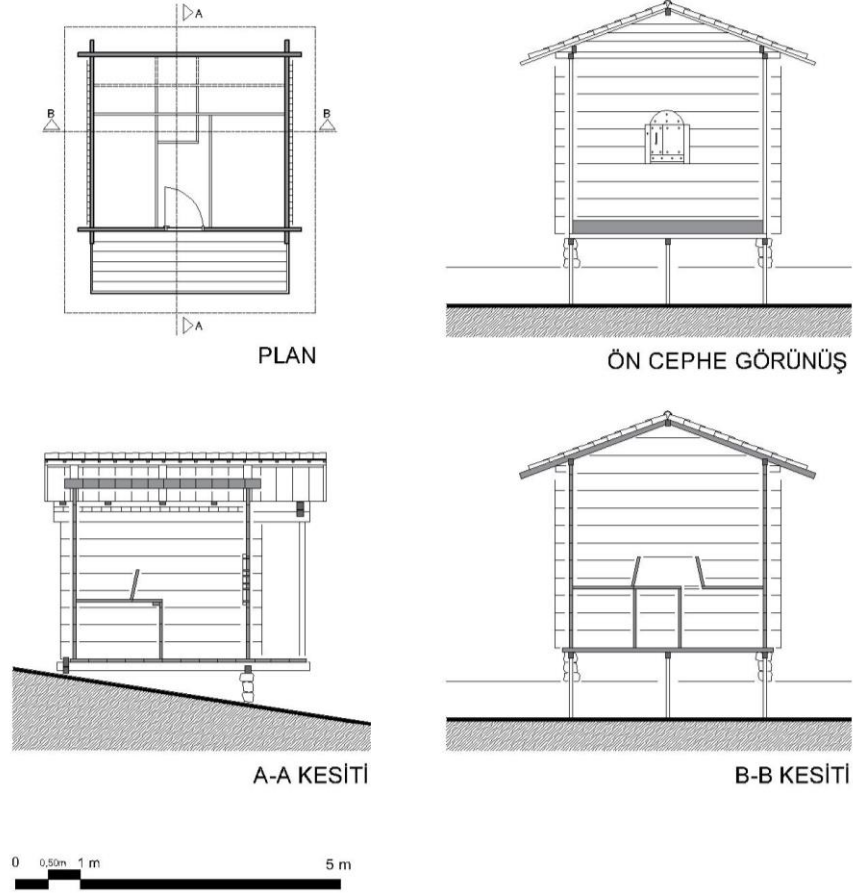 A
B
B
A
PLAN
ÖN CEPHE GÖRÜNÜŞ
A-A KESİTİ
B-B KESİTİ
0 0,50m 1 m 5 m